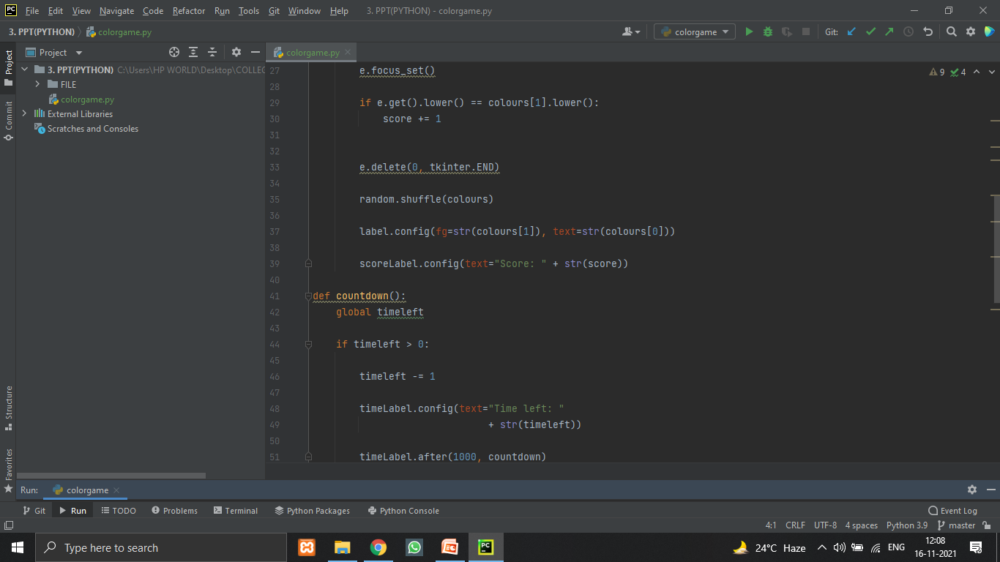 PC File Edit View Navigate Code Refactor Run Tools Git Window Help 3. PPT(PYTHON) - colorgame.py
3. PPT(PYTHON) colorgame.py colorgame Git:
Project colorgame.py
Project
Commit
Structure
Favorites
3. PPT(PYTHON) C:\Users\HP WORLD\Desktop\COLLEG
FILE
colorgame.py
External Libraries
Scratches and Consoles
9 4
27 e.focus_set()
28
29 if e.get().lower() == colours[1].lower():
30 score += 1
31
32
33 e.delete(0, tkinter.END)
34
35 random.shuffle(colours)
36
37 label.config(fg=str(colours[1]), text=str(colours[0]))
38
39 scoreLabel.config(text="Score: " + str(score))
40
41 def countdown():
42 global timeleft
43
44 if timeleft > 0:
45
46 timeleft -= 1
47
48 timeLabel.config(text="Time left: "
49 + str(timeleft))
50
51 timeLabel.after(1000, countdown)
Run: colorgame
Git Run TODO Problems Terminal Python Packages Python Console Event Log
4:1 CRLF UTF-8 4 spaces Python 3.9 master
Type here to search PC 24°C Haze ENG 12:08
16-11-2021